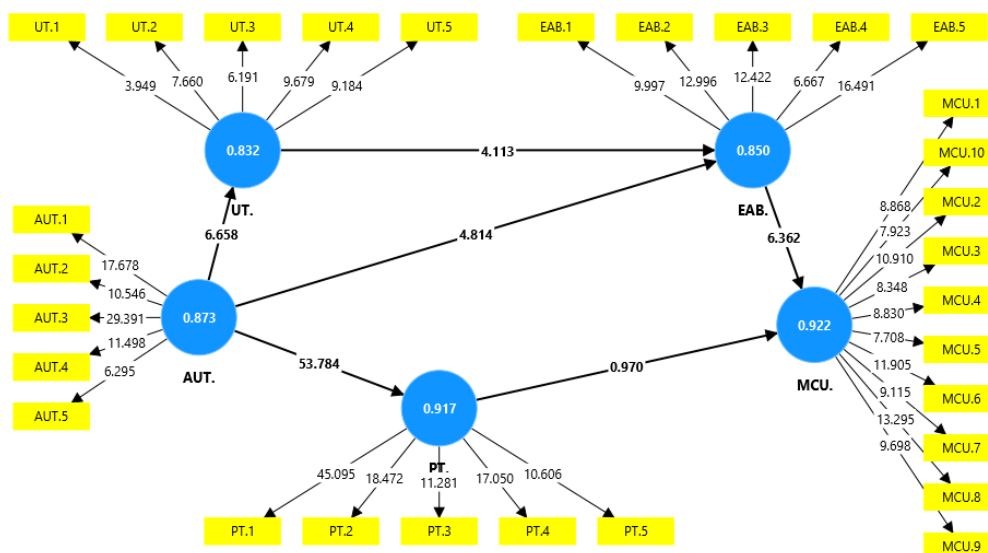 UT.1 UT.2 UT.3 UT.4 UT.5 EAB.1 EAB.2 EAB.3 EAB.4 EAB.5
3.949 7.660 6.191 9.679 9.184 9.997 12.996 12.422 6.667 16.491
MCU.1
0.832 4.113 0.850
MCU.10
UT. EAB.
MCU.2
8.868
7.923
10.910
8.348
8.830
7.708
11.905
9.115
13.295
9.698
MCU.3
MCU.4
MCU.5
MCU.6
MCU.7
MCU.8
MCU.9
AUT.1
AUT.2
AUT.3
AUT.4
AUT.5
17.678
10.546
29.391
11.498
6.295
6.658 4.814 6.362
0.873 0.922
AUT. MCU.
53.784 0.970
0.917
PT.
45.095 18.472 11.281 17.050 10.606
PT.1 PT.2 PT.3 PT.4 PT.5